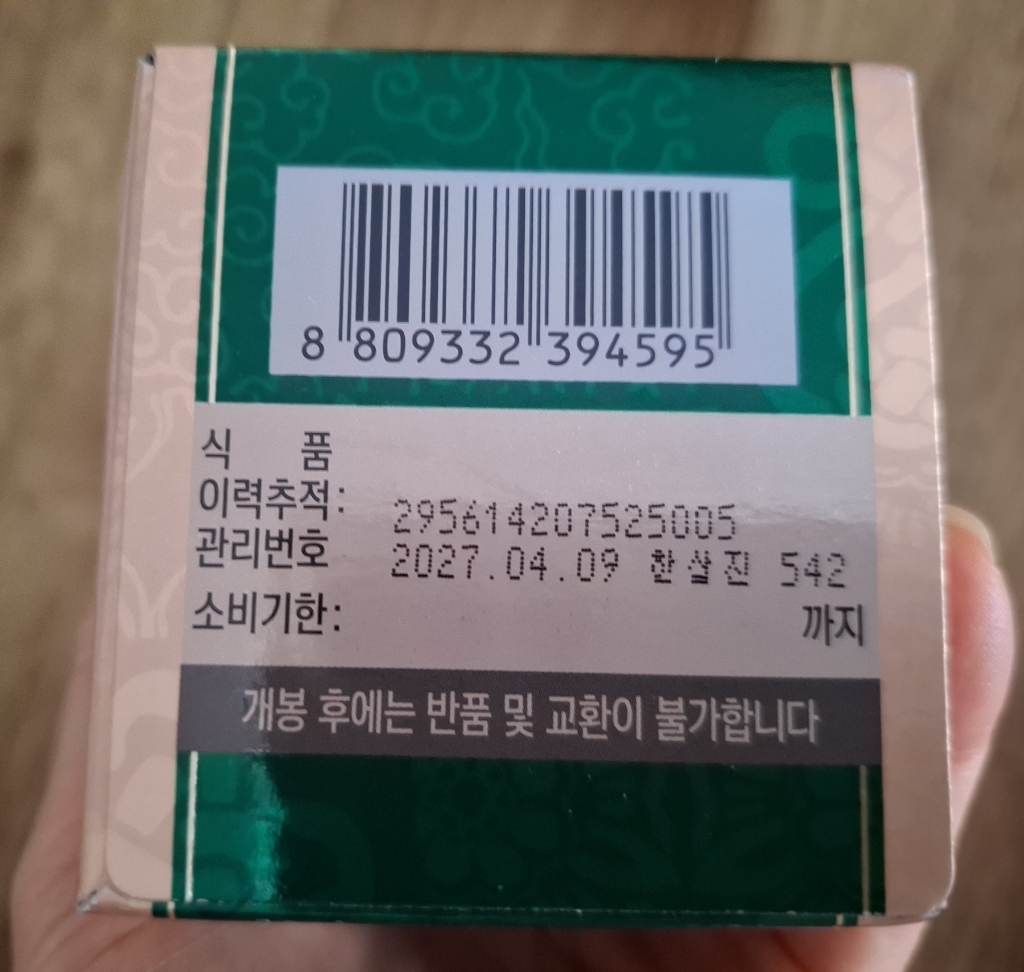 8 809332 394595
식 품
이력추적:
관리번호
295614207525005
2027.04.09 한살진 542
소비기한:
까지
개봉 후에는 반품 및 교환이 불가합니다